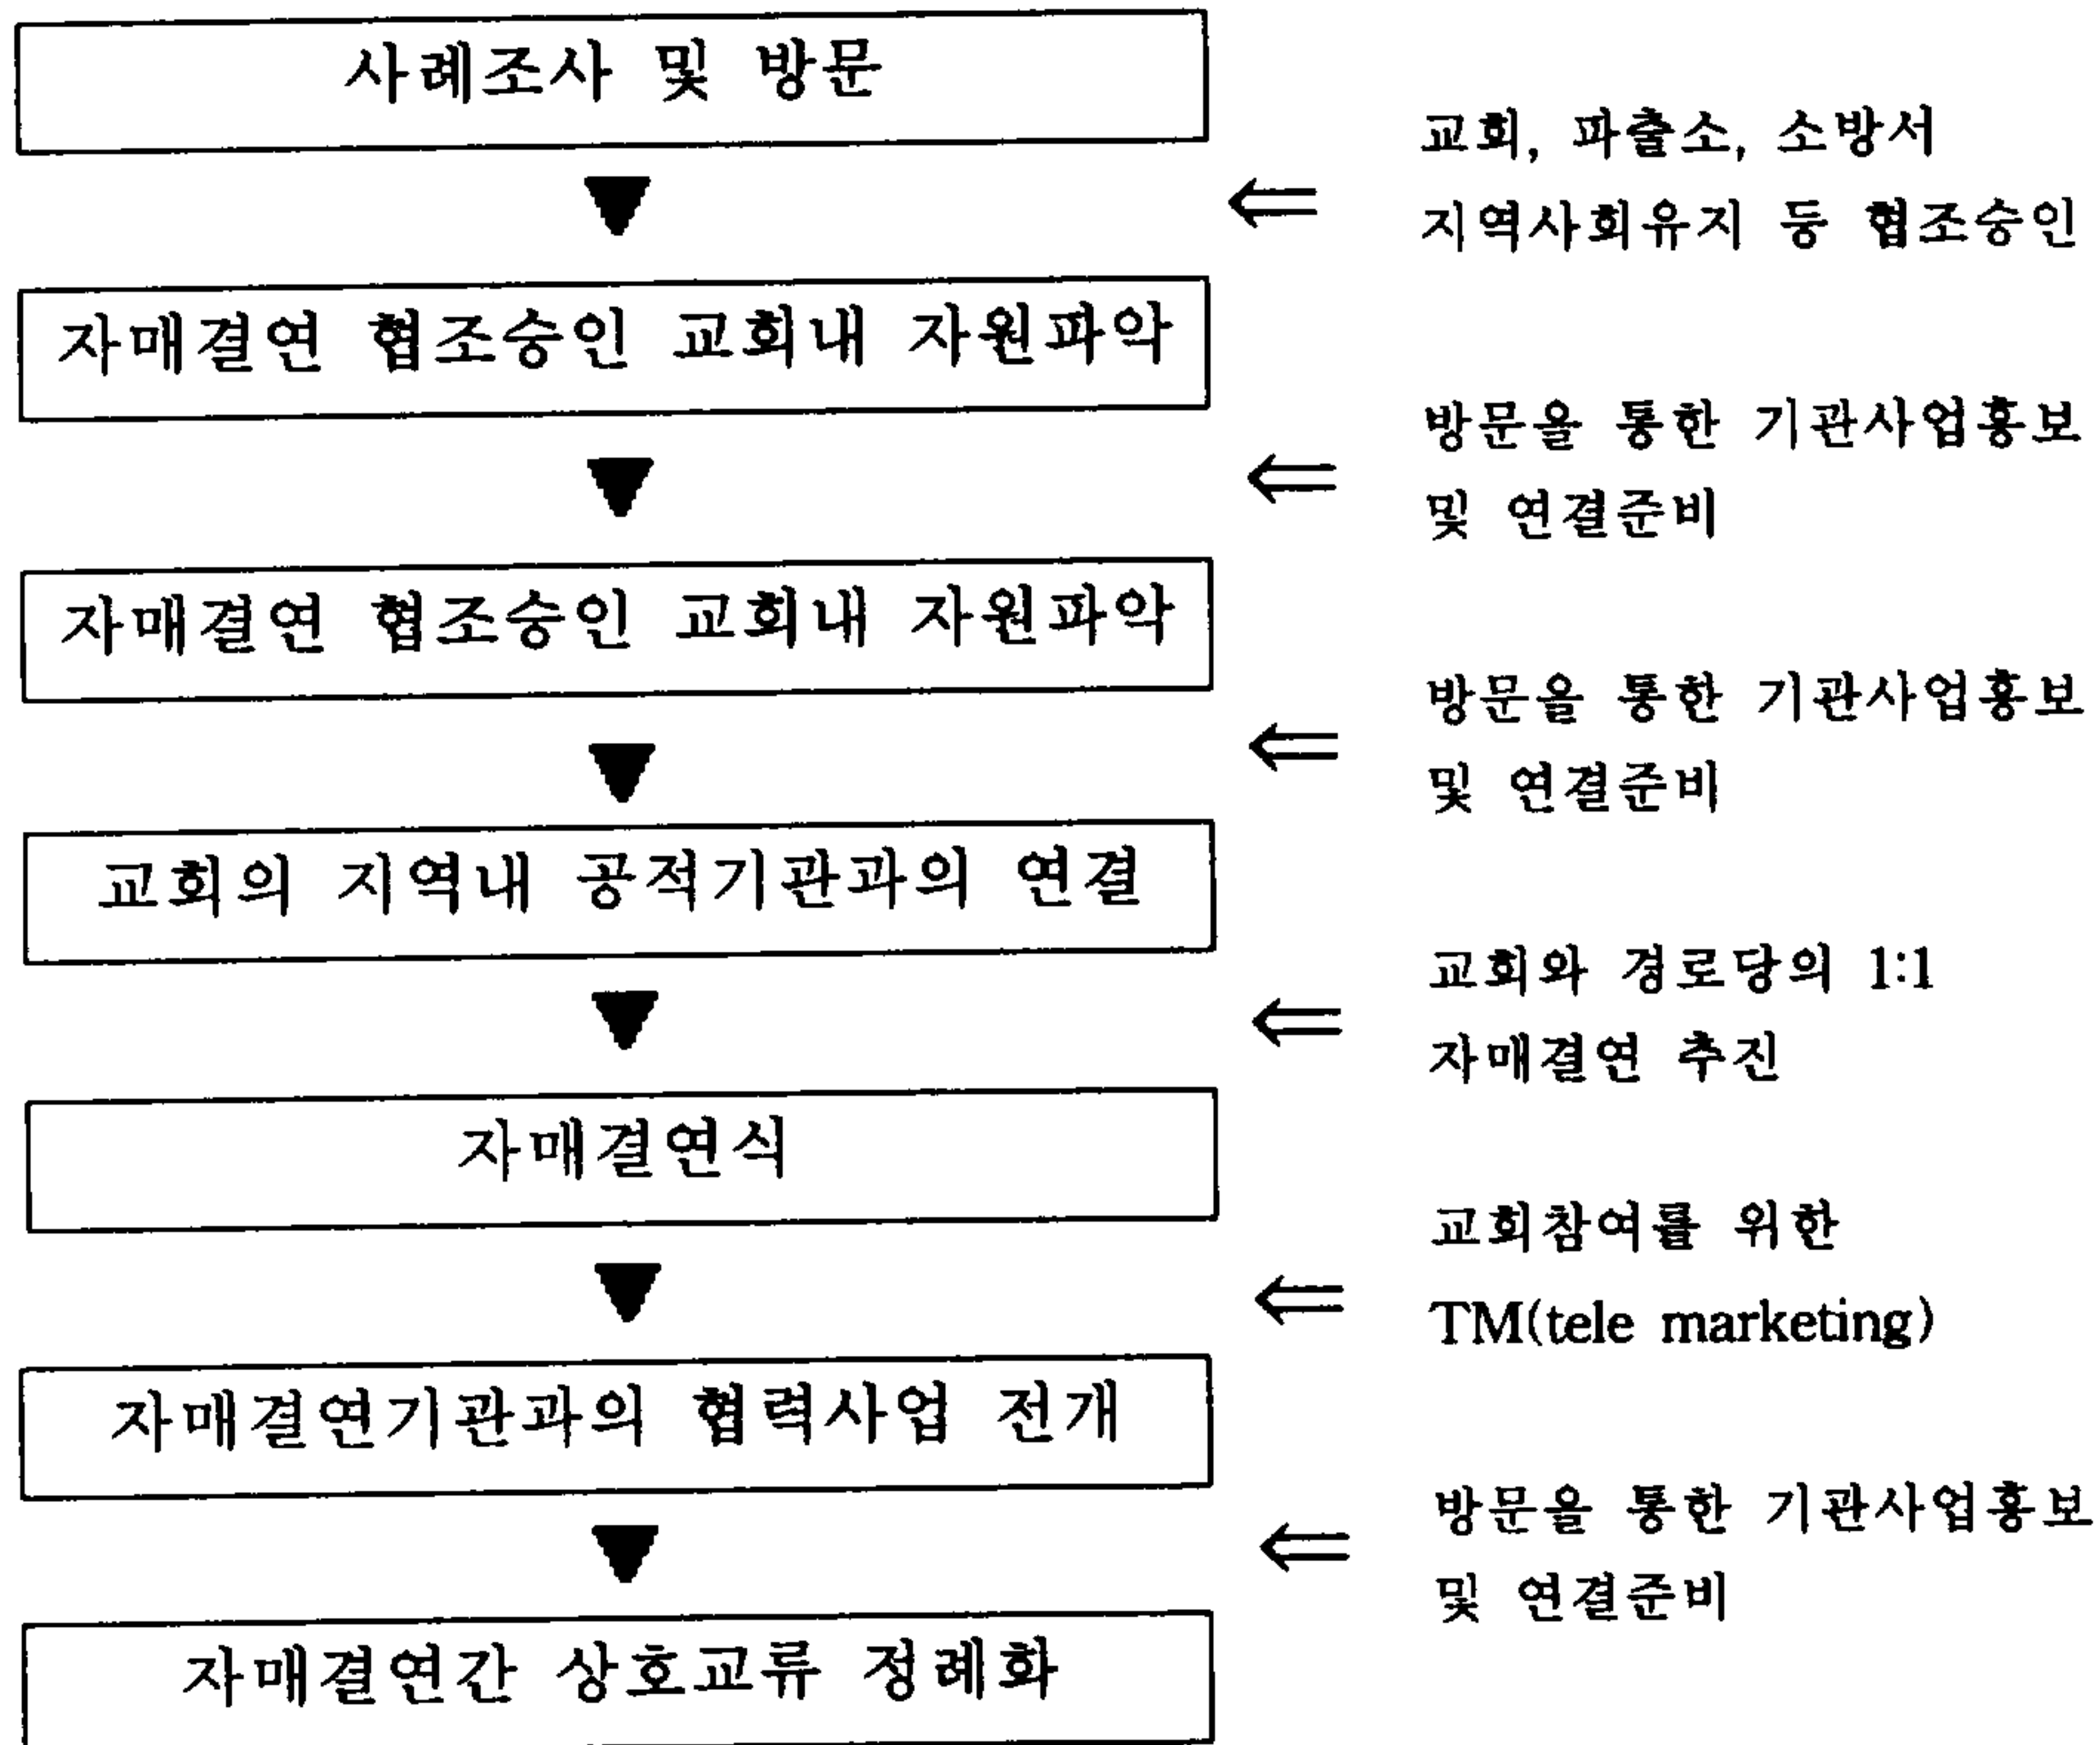 사례조사 및 방문
교회, 파출소, 소방서
지역사회유지 등 협조승인
자매결연 협조승인 교회내 자원파악
방문을 통한 기관사업홍보
및 연결준비
자매결연 협조승인 교회내 자원파악
방문을 통한 기관사업홍보
및 연결준비
교회의 지역내 공적기관과의 연결
교회와 경로당의 1:1
자매결연 추진
자매결연식
교회참여를 위한
TM(tele marketing)
자매결연기관과의 협력사업 전개
방문을 통한 기관사업홍보
및 연결준비
자매결연간 상호교류 정례화